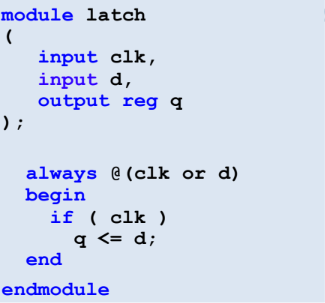 module latch
(
input clk,
input d,
output reg q
);
always @(clk or d)
begin
if ( clk )
q <= d;
end
endmodule